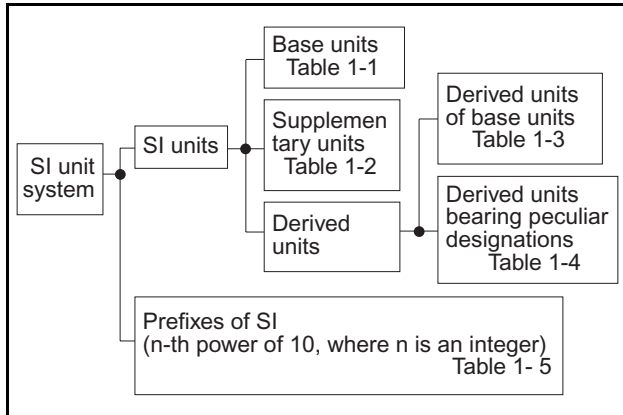 SI unit
system
SI units
Base units
Table 1-1
Supplemen
tary units
Table 1-2
Derived
units
Derived units
of base units
Table 1-3
Derived units
bearing peculiar
designations
Table 1-4
Prefixes of SI
(n-th power of 10, where n is an integer)
Table 1- 5